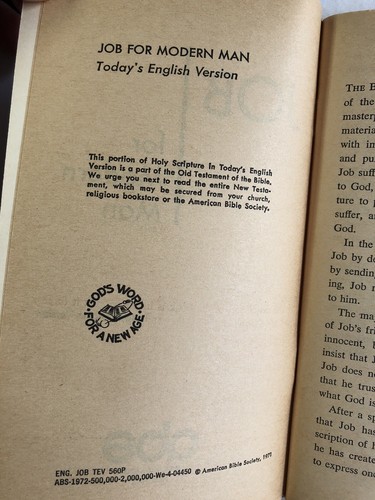 JOB FOR MODERN MAN
Today's English Version
This portion of Holy Scripture in Today's English
Version is a part of the Old Testament of the Bible.
We urge you next to read the entire New Testa-
ment, which may be secured from your church,
religious bookstore or the American Bible Society.
GOD'S WORD
FOR A NEW AGE
ENG. JOB TEV 560P
ABS-1972-500,000-2,000,000-We-4-04450 © American Bible Society, 1971
THE
of the
master
materia
with in
and pu
Job suff
to God,
ture to p
suffer, a
God.
In the
Job by de
by sendin
ing, Job n
to him.
The ma
of Job's fri
innocent, b
insist that J
Job does no
that he trus
what God is
After a sp
that Job has
scription of h
he has create
to express on